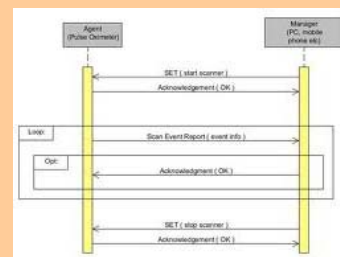 Agent
(Pulse Oximeter)
Manager
(PC, mobile
phone etc)
SET ( start scanner )
Acknowledgement ( OK )
Loop:
Scan Event Report ( event info )
Opt:
Acknowledgment ( OK )
SET ( stop scanner )
Acknowledgement ( OK )